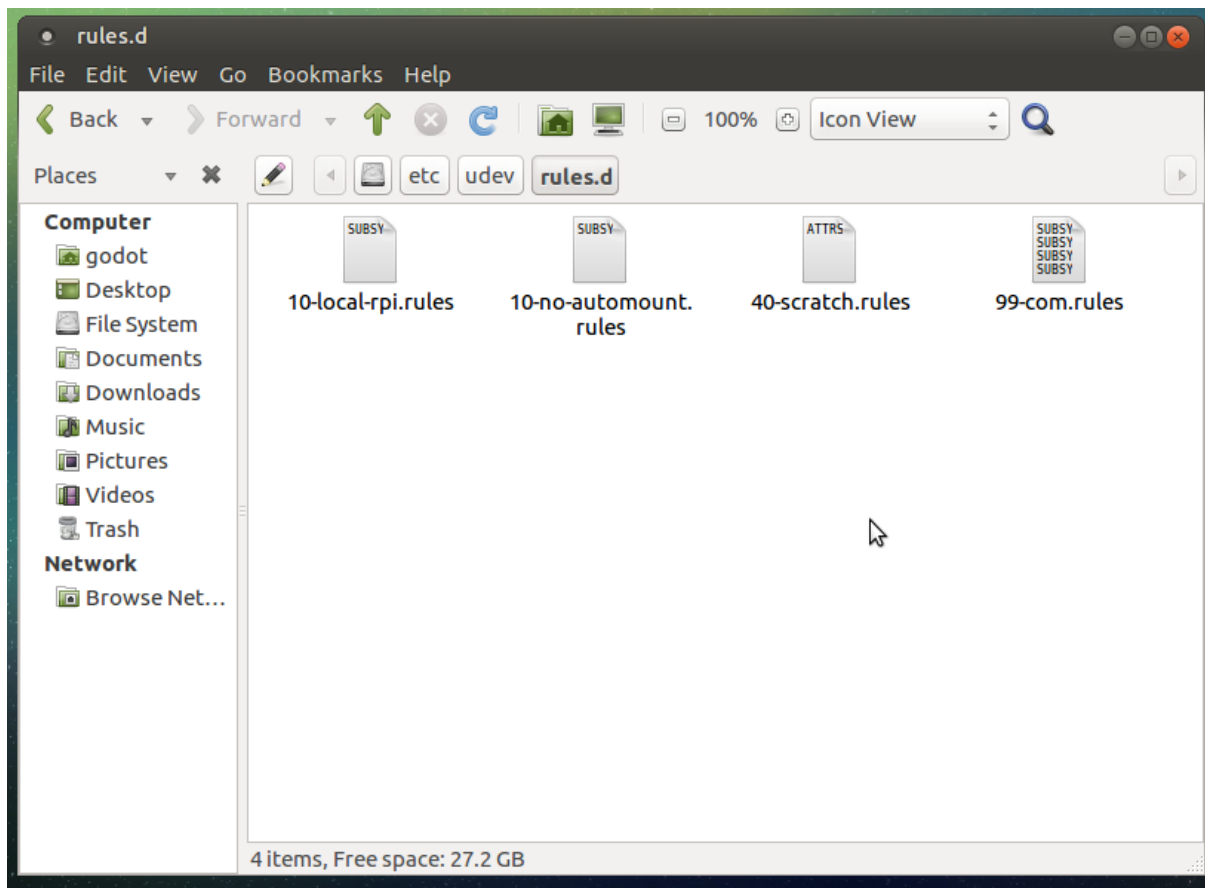 rules.d
File Edit View Go Bookmarks Help
Back Forward 100% Icon View
Places etc udev rules.d
Computer
godot
Desktop
File System
Documents
Downloads
Music
Pictures
Videos
Trash
Network
Browse Net...
SUBSY
10-local-rpi.rules
SUBSY
10-no-automount.
rules
ATTRS
40-scratch.rules
SUBSY
SUBSY
SUBSY
SUBSY
99-com.rules
4 items, Free space: 27.2 GB